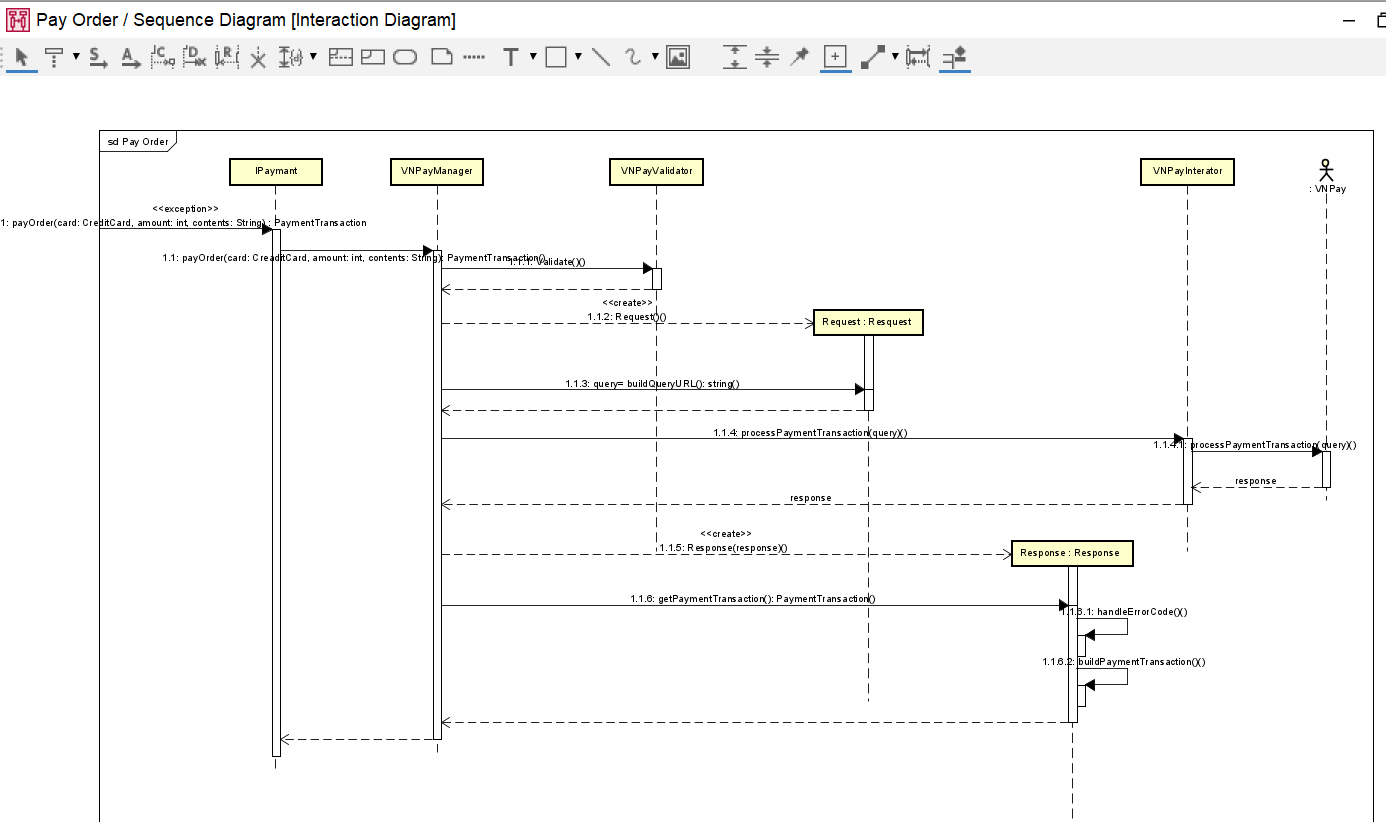 Pay Order / Sequence Diagram [Interaction Diagram]
sd Pay Order
IPaymant
VNPayManager
VNPayValidator
VNPayInterator
: VNPay
<<exception>>
1: payOrder(card: CreditCard, amount: int, contents: String) : PaymentTransaction
1.1: payOrder(card: CreaditCard, amount: int, contents: String): PaymentTransaction()
1.1.1: Validate()()
<<create>>
1.1.2: Request()()
Request : Resquest
1.1.3: query= buildQueryURL(): string()
1.1.4: processPaymentTransaction(query)()
1.1.4.1: processPaymentTransaction(query)()
response
response
<<create>>
1.1.5: Response(response)()
Response : Response
1.1.6: getPaymentTransaction(): PaymentTransaction()
1.1.6.1: handleErrorCode()()
1.1.6.2: buildPaymentTransaction()()